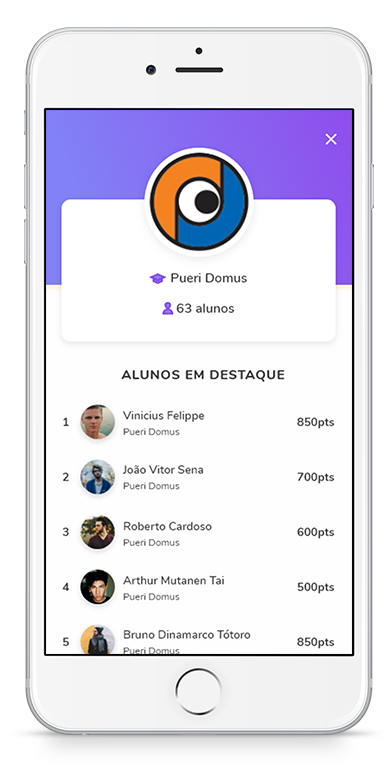 Pueri Domus
63 alunos
ALUNOS EM DESTAQUE
1 Vinicius Felippe 850pts
Pueri Domus
2 João Vitor Sena 700pts
Pueri Domus
3 Roberto Cardoso 600pts
Pueri Domus
4 Arthur Mutanen Tai 500pts
Pueri Domus
5 Bruno Dinamarco Tótoro 850pts
Pueri Domus